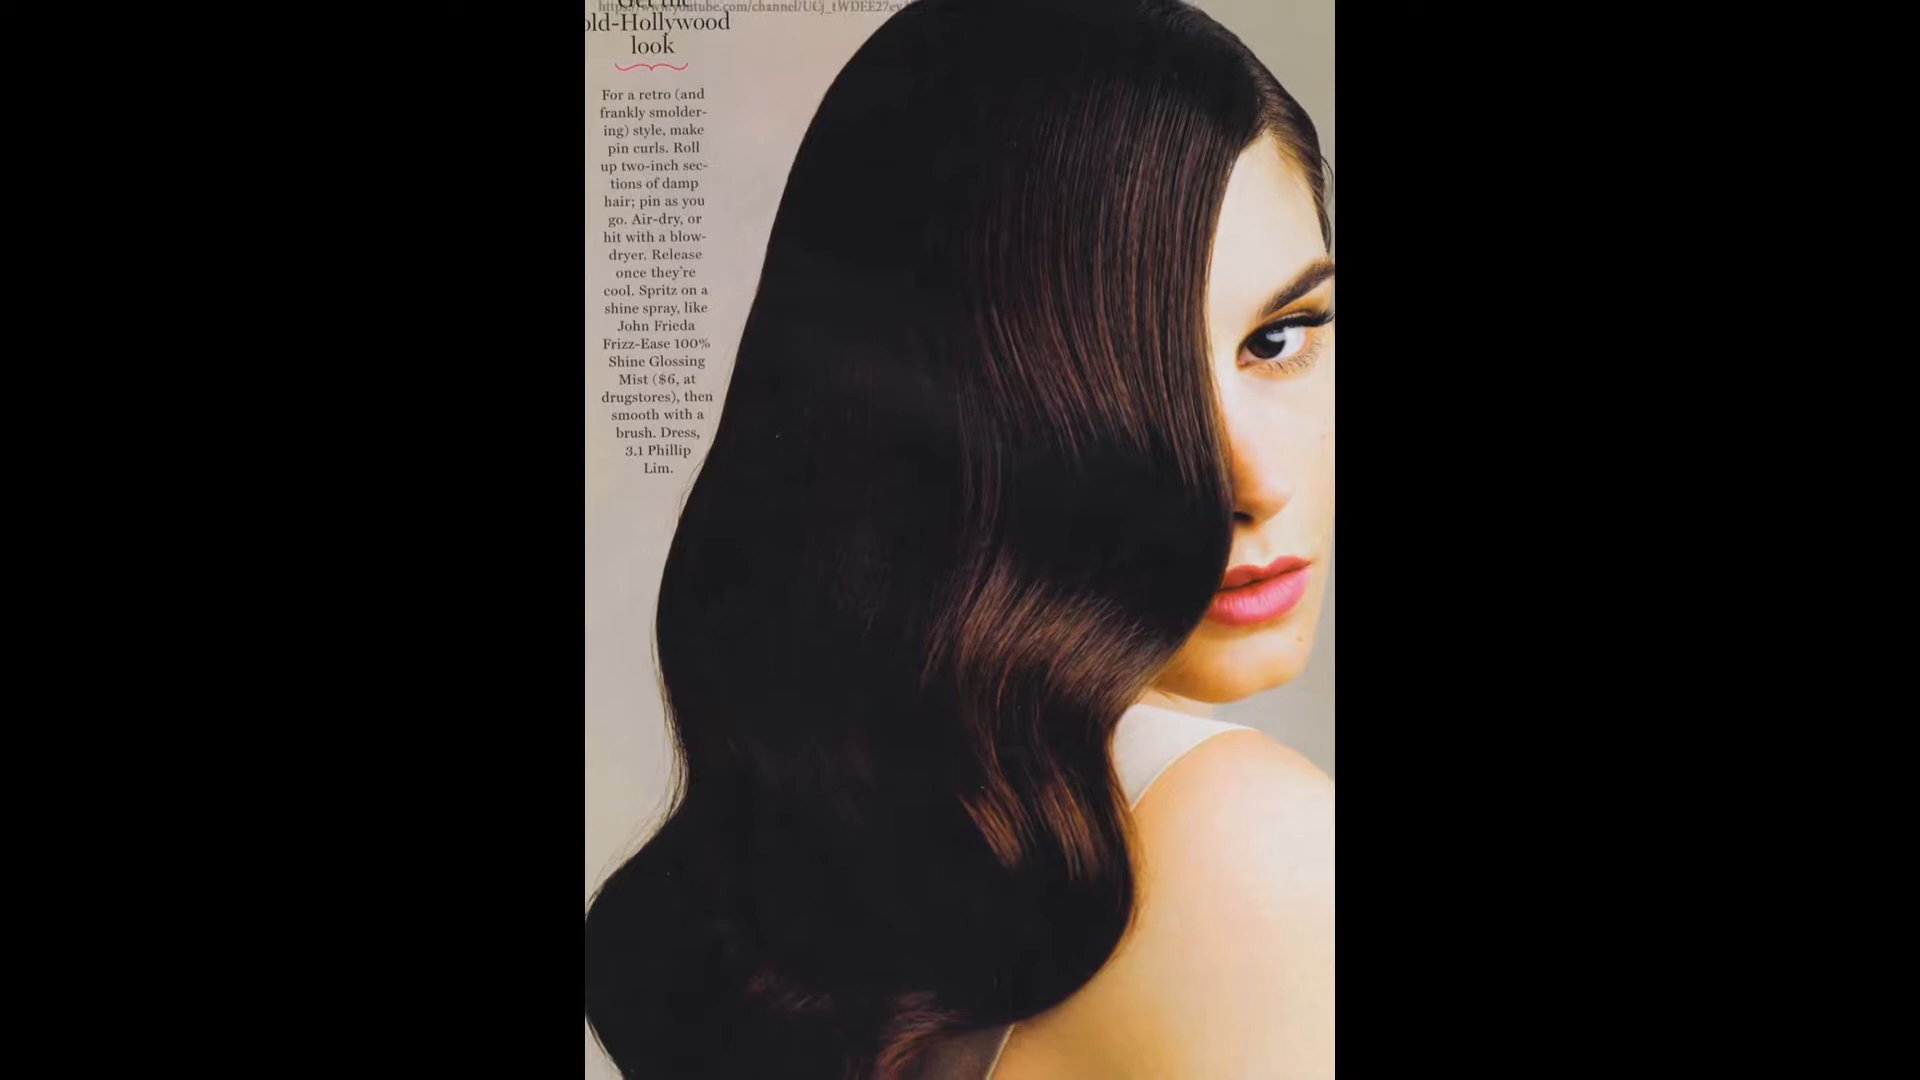 Get the
old-Hollywood
look
For a retro (and
frankly smolder-
ing) style, make
pin curls. Roll
up two-inch sec-
tions of damp
hair; pin as you
go. Air-dry, or
hit with a blow-
dryer. Release
once they're
cool. Spritz on a
shine spray, like
John Frieda
Frizz-Ease 100%
Shine Glossing
Mist ($6, at
drugstores), then
smooth with a
brush. Dress,
3.1 Phillip
Lim.